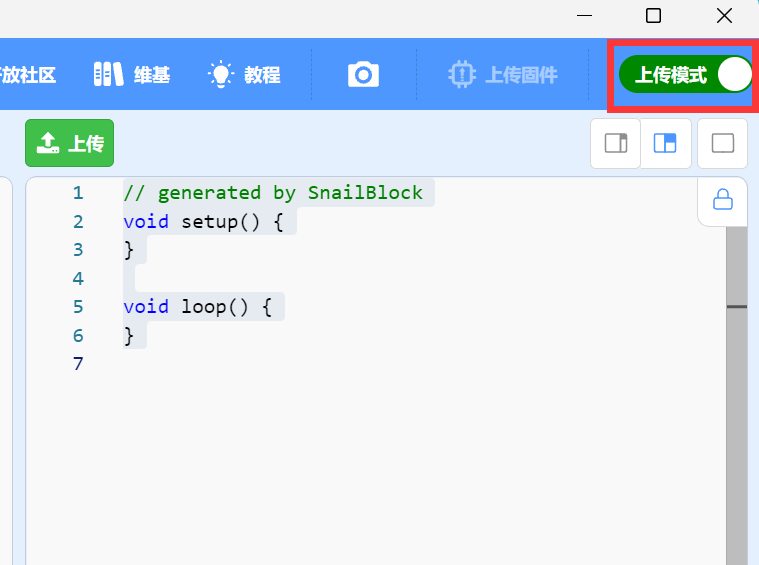 放社区 维基 教程 上传固件 上传模式
上传
1 // generated by SnailBlock
2 void setup() {
3 }
4
5 void loop() {
6 }
7